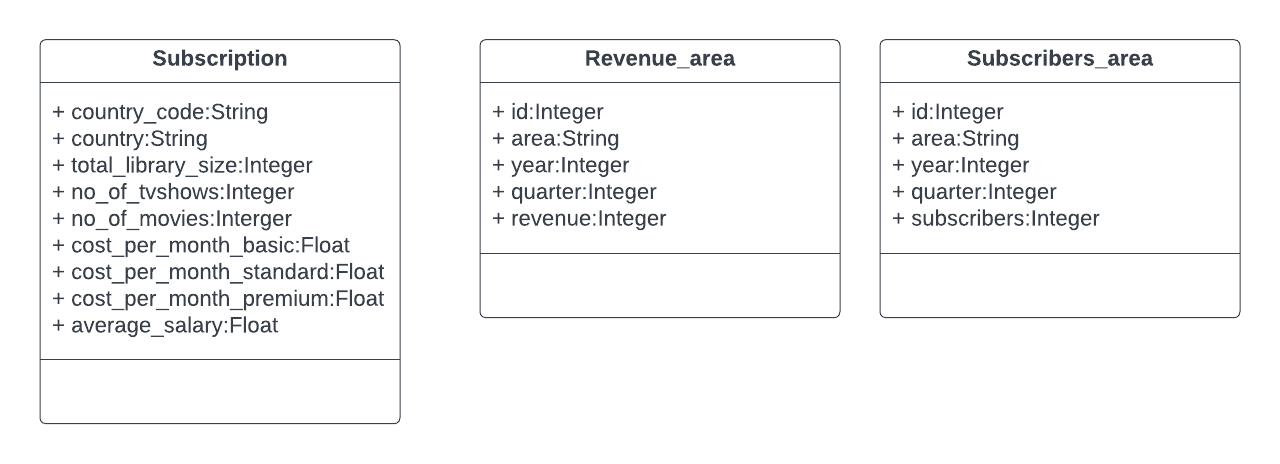 Subscription
+ country_code:String
+ country:String
+ total_library_size:Integer
+ no_of_tvshows:Integer
+ no_of_movies:Interger
+ cost_per_month_basic:Float
+ cost_per_month_standard:Float
+ cost_per_month_premium:Float
+ average_salary:Float
Revenue_area
+ id:Integer
+ area:String
+ year:Integer
+ quarter:Integer
+ revenue:Integer
Subscribers_area
+ id:Integer
+ area:String
+ year:Integer
+ quarter:Integer
+ subscribers:Integer